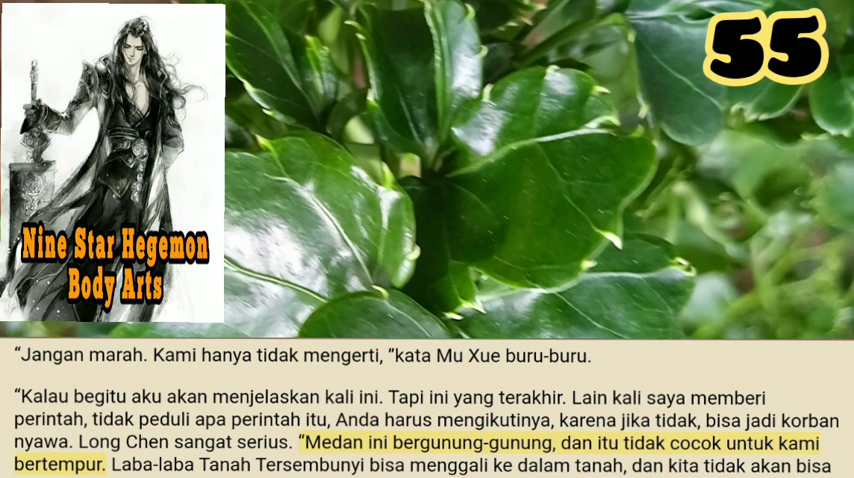 55
Nine Star Hegemon
Body Arts
“Jangan marah. Kami hanya tidak mengerti, ”kata Mu Xue buru-buru.
“Kalau begitu aku akan menjelaskan kali ini. Tapi ini yang terakhir. Lain kali saya memberi
perintah, tidak peduli apa perintah itu, Anda harus mengikutinya, karena jika tidak, bisa jadi korban
nyawa. Long Chen sangat serius. “Medan ini bergunung-gunung, dan itu tidak cocok untuk kami
bertempur. Laba-laba Tanah Tersembunyi bisa menggali ke dalam tanah, dan kita tidak akan bisa